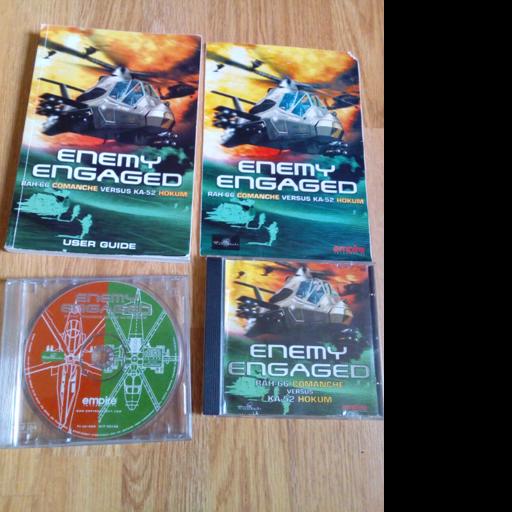 ENEMY
ENGAGED
RAH-66 COMANCHE VERSUS KA-52 HOKUM
USER GUIDE
ENEMY
ENGAGED
RAH-66 COMANCHE VERSUS KA-52 HOKUM
empire
ENEMY
ENGAGED
empire
ENEMY
ENGAGED
RAH-66 COMANCHE
VERSUS
KA-52 HOKUM